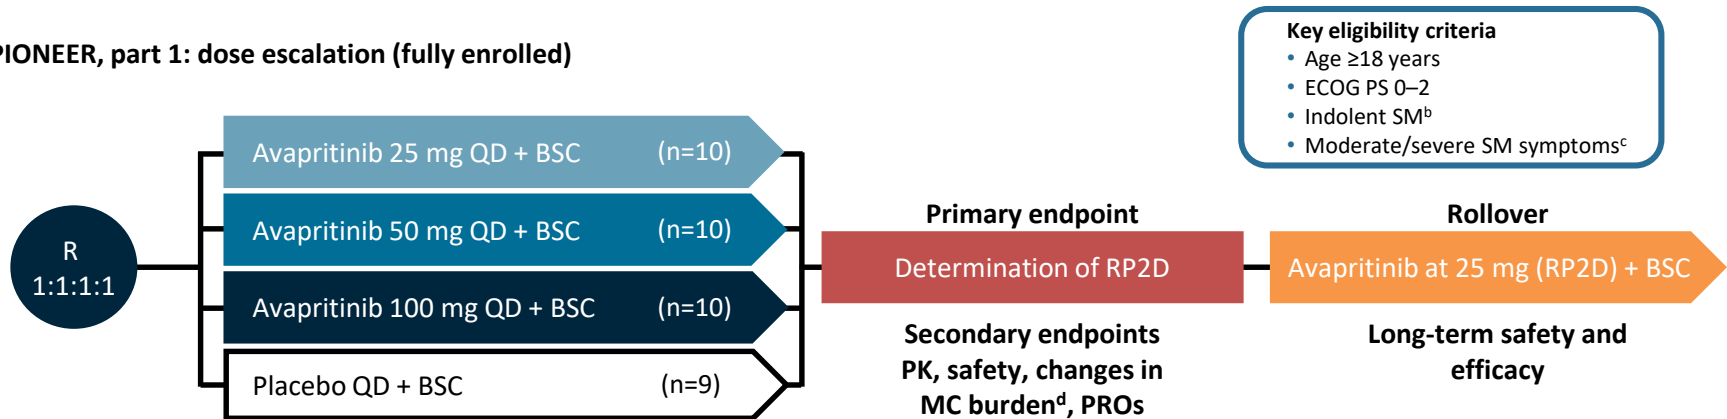 PIONEER, part 1: dose escalation (fully enrolled)
Key eligibility criteria
• Age ≥18 years
• ECOG PS 0–2
• Indolent SMᵇ
• Moderate/severe SM symptomsᶜ
R
1:1:1:1
Avapritinib 25 mg QD + BSC (n=10)
Avapritinib 50 mg QD + BSC (n=10)
Avapritinib 100 mg QD + BSC (n=10)
Placebo QD + BSC (n=9)
Primary endpoint
Determination of RP2D
Secondary endpoints
PK, safety, changes in
MC burdenᵈ, PROs
Rollover
Avapritinib at 25 mg (RP2D) + BSC
Long-term safety and
efficacy